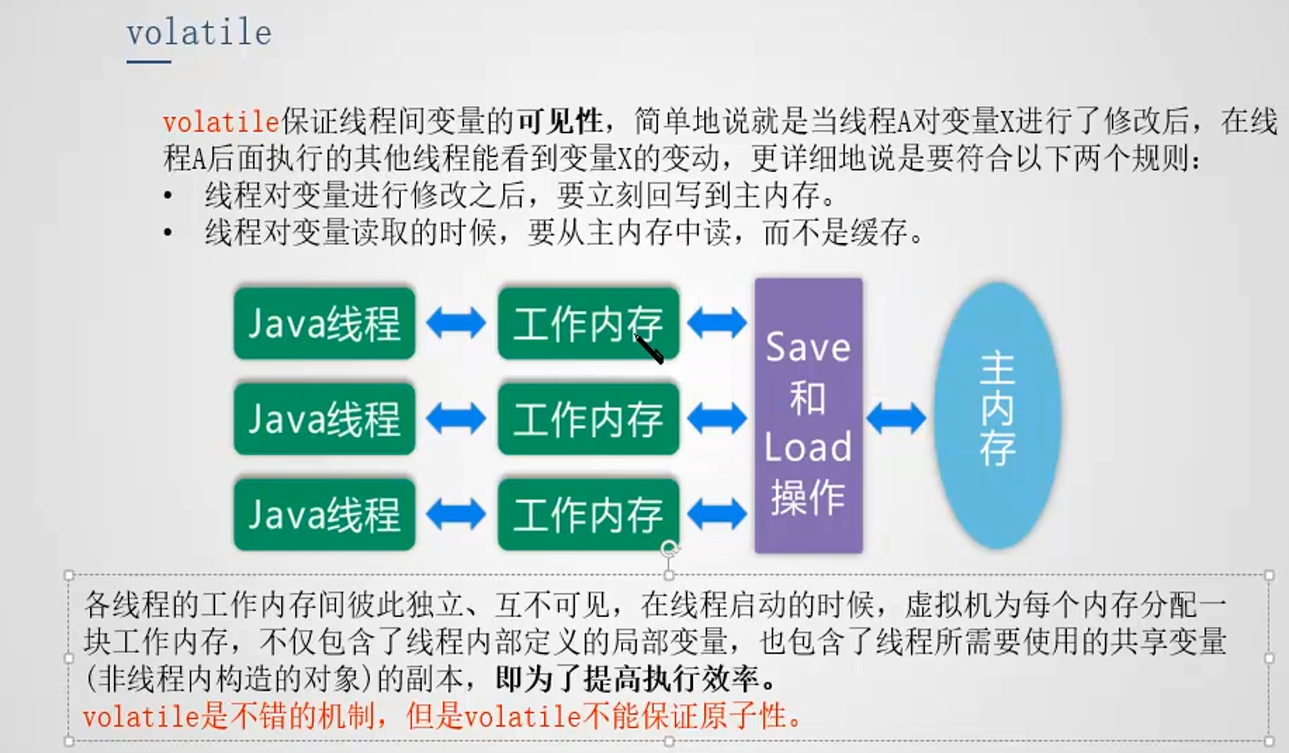 volatile
volatile保证线程间变量的可见性，简单地说就是当线程A对变量X进行了修改后，在线
程A后面执行的其他线程能看到变量X的变动，更详细地说是要符合以下两个规则：
• 线程对变量进行修改之后，要立刻回写到主内存。
• 线程对变量读取的时候，要从主内存中读，而不是缓存。
Java线程
工作内存
Java线程
工作内存
Java线程
工作内存
Save
和
Load
操作
主
内
存
各线程的工作内存间彼此独立、互不可见，在线程启动的时候，虚拟机为每个内存分配一
块工作内存，不仅包含了线程内部定义的局部变量，也包含了线程所需要使用的共享变量
(非线程内构造的对象)的副本，即为了提高执行效率。
volatile是不错的机制，但是volatile不能保证原子性。